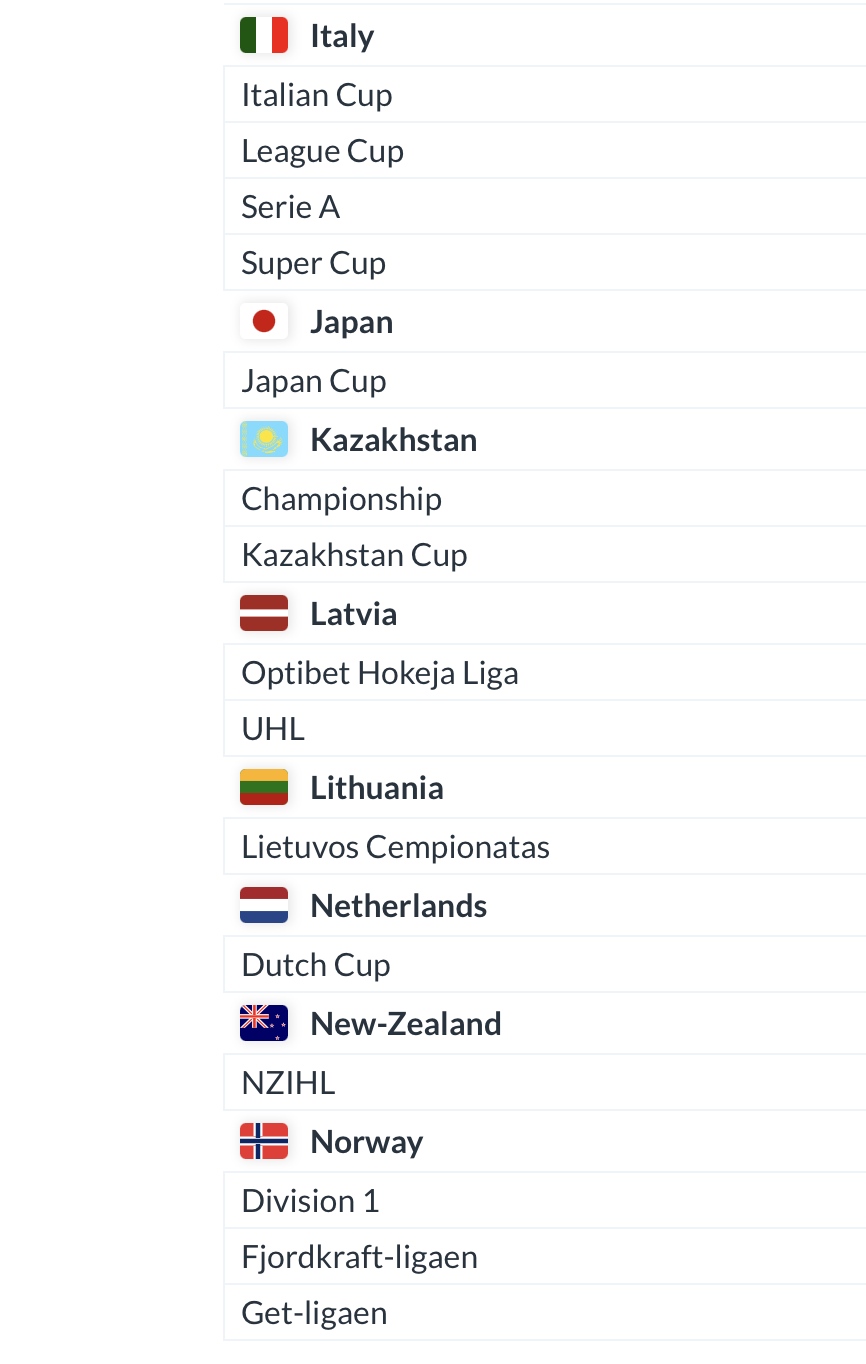 Italy
Italian Cup
League Cup
Serie A
Super Cup
Japan
Japan Cup
Kazakhstan
Championship
Kazakhstan Cup
Latvia
Optibet Hokeja Liga
UHL
Lithuania
Lietuvos Cempionatas
Netherlands
Dutch Cup
New-Zealand
NZIHL
Norway
Division 1
Fjordkraft-ligaen
Get-ligaen